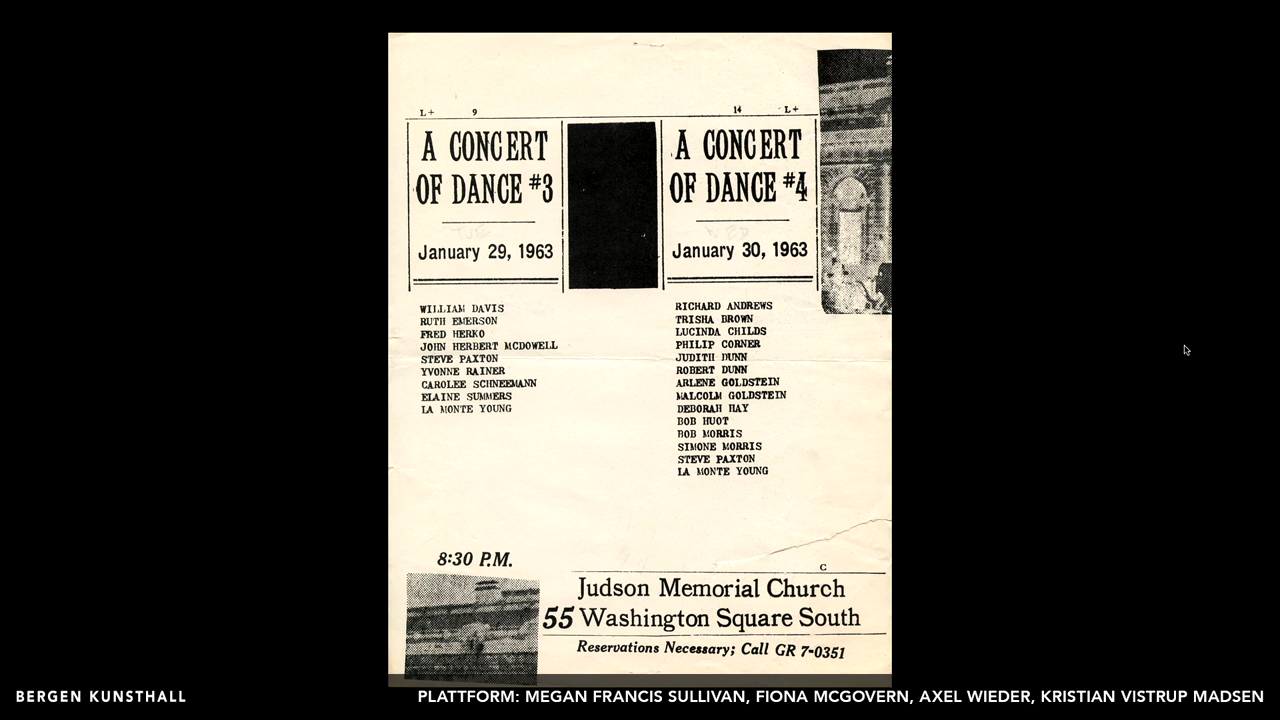 L+ 9 14 L+
A CONCERT
OF DANCE #3
TUE
January 29, 1963
A CONCERT
OF DANCE #4
WED
January 30, 1963
WILLIAM DAVIS
RUTH EMERSON
FRED HERKO
JOHN HERBERT MCDOWELL
STEVE PAXTON
YVONNE RAINER
CAROLEE SCHNEEMANN
ELAINE SUMMERS
LA MONTE YOUNG
RICHARD ANDREWS
TRISHA BROWN
LUCINDA CHILDS
PHILIP CORNER
JUDITH DUNN
ROBERT DUNN
ARLENE GOLDSTEIN
MALCOLM GOLDSTEIN
DEBORAH HAY
BOB HUOT
BOB MORRIS
SIMONE MORRIS
STEVE PAXTON
LA MONTE YOUNG
8:30 P.M.
C
Judson Memorial Church
55 Washington Square South
Reservations Necessary; Call GR 7-0351
BERGEN KUNSTHALL
PLATTFORM: MEGAN FRANCIS SULLIVAN, FIONA MCGOVERN, AXEL WIEDER, KRISTIAN VISTRUP MADSEN